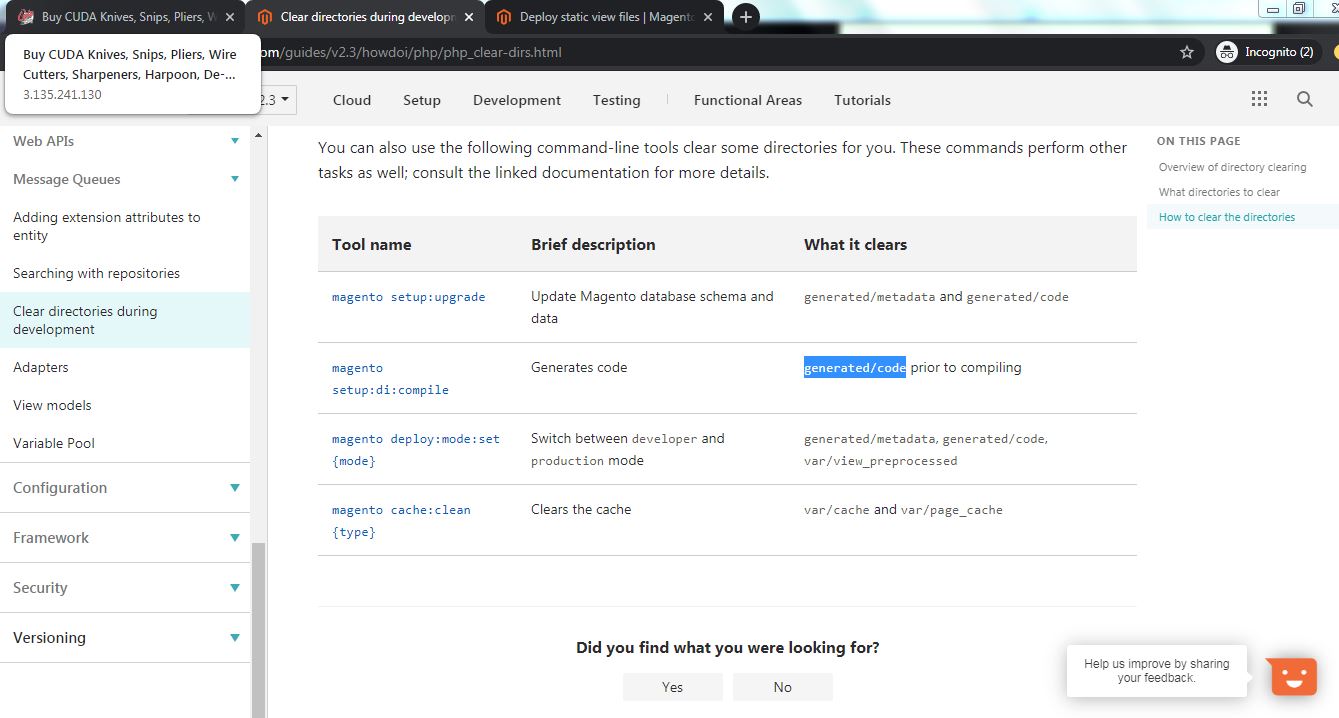 Buy CUDA Knives, Snips, Pliers, W
Clear directories during developm
Deploy static view files | Magento
Buy CUDA Knives, Snips, Pliers, Wire
Cutters, Sharpeners, Harpoon, De-...
3.135.241.130
om/guides/v2.3/howdoi/php/php_clear-dirs.html
Incognito (2)
2.3
Cloud
Setup
Development
Testing
Functional Areas
Tutorials
Web APIs
Message Queues
Adding extension attributes to
entity
Searching with repositories
Clear directories during
development
Adapters
View models
Variable Pool
Configuration
Framework
Security
Versioning
You can also use the following command-line tools clear some directories for you. These commands perform other
tasks as well; consult the linked documentation for more details.
Tool name Brief description What it clears
magento setup:upgrade Update Magento database schema and generated/metadata and generated/code
data
magento Generates code generated/code prior to compiling
setup:di:compile
magento deploy:mode:set Switch between developer and generated/metadata, generated/code,
{mode} production mode var/view_preprocessed
magento cache:clean Clears the cache var/cache and var/page_cache
{type}
Did you find what you were looking for?
Yes
No
ON THIS PAGE
Overview of directory clearing
What directories to clear
How to clear the directories
Help us improve by sharing
your feedback.